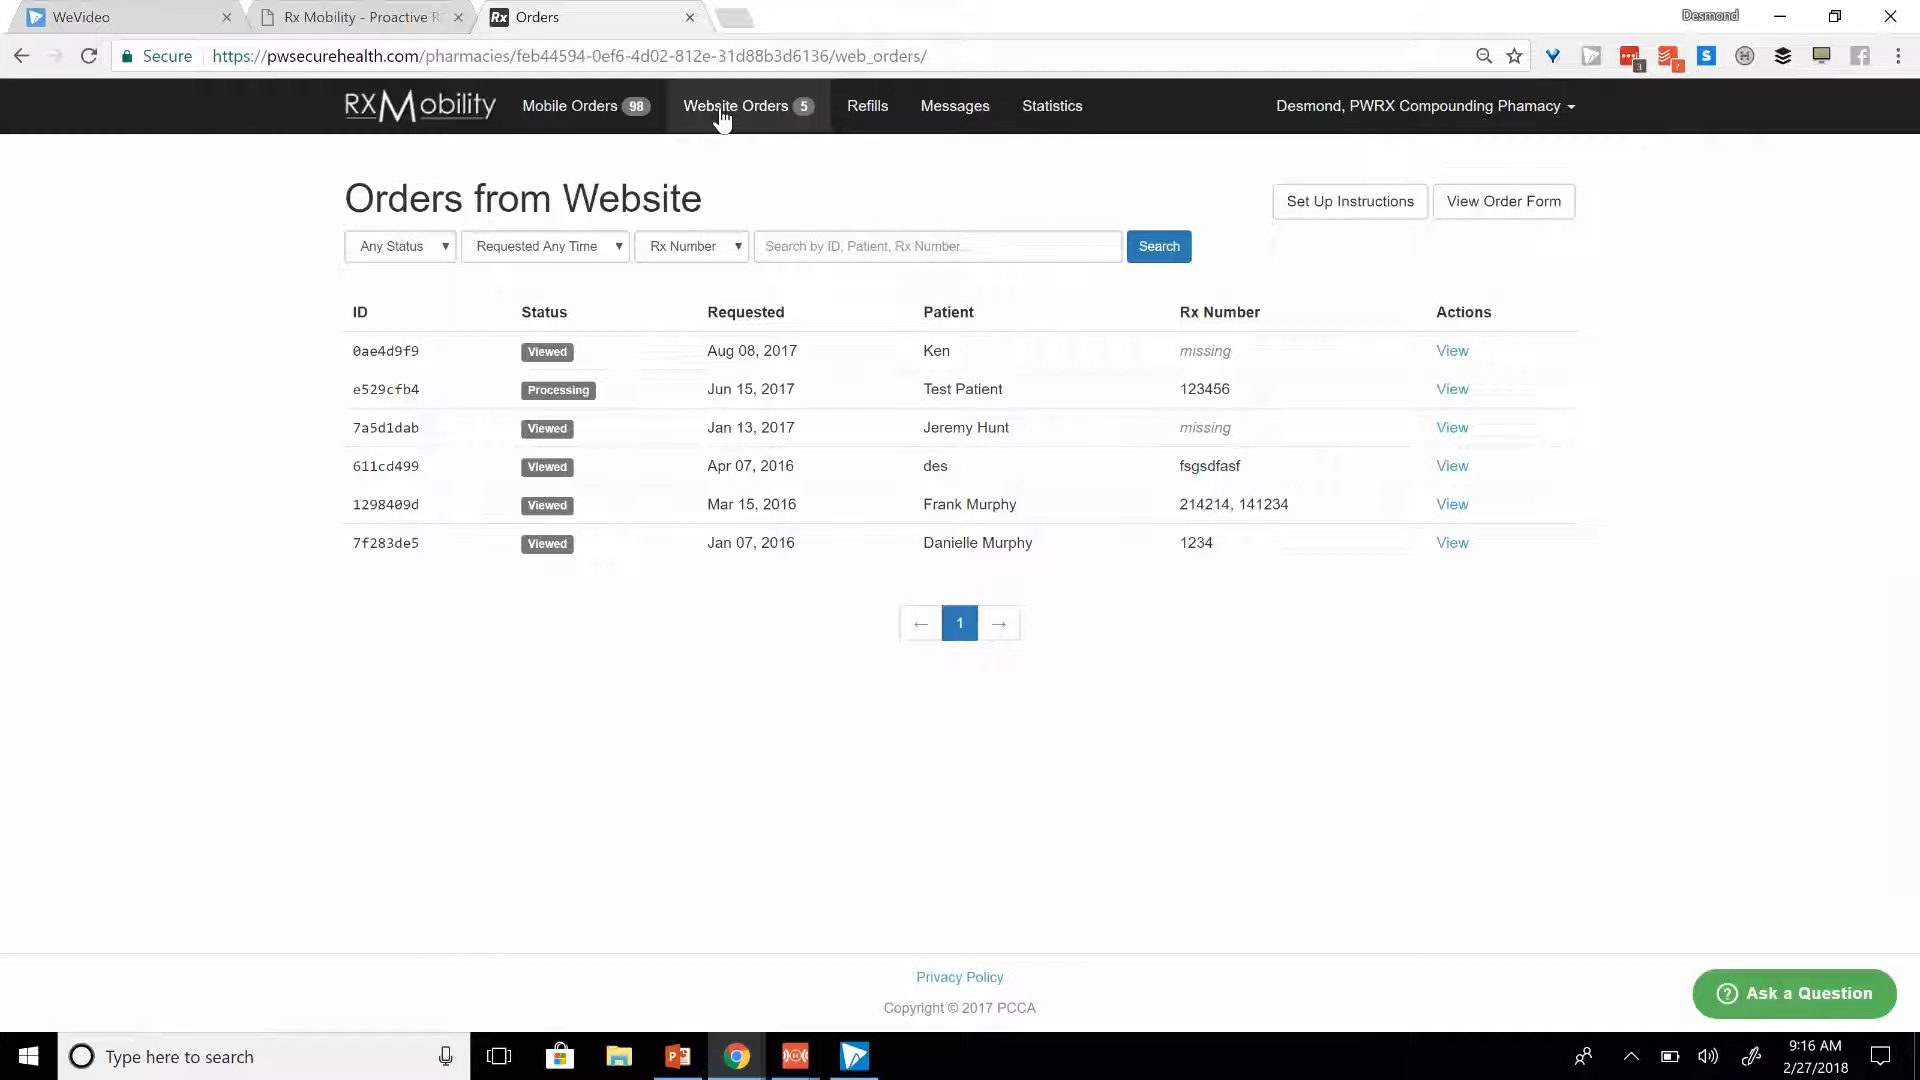 WeVideo
Rx Mobility - Proactive R
Rx Orders
Desmond
Secure https://pwsecurehealth.com/pharmacies/feb44594-0ef6-4d02-812e-31d88b3d6136/web_orders/
RXMobility Mobile Orders 98 Website Orders 5 Refills Messages Statistics Desmond, PWRX Compounding Phamacy
Orders from Website
Set Up Instructions View Order Form
Any Status Requested Any Time Rx Number Search by ID, Patient, Rx Number... Search
ID Status Requested Patient Rx Number Actions
0ae4d9f9 Viewed Aug 08, 2017 Ken missing View
e529cfb4 Processing Jun 15, 2017 Test Patient 123456 View
7a5d1dab Viewed Jan 13, 2017 Jeremy Hunt missing View
611cd499 Viewed Apr 07, 2016 des fsgsdfasf View
1298409d Viewed Mar 15, 2016 Frank Murphy 214214, 141234 View
7f283de5 Viewed Jan 07, 2016 Danielle Murphy 1234 View
← 1 →
Privacy Policy
Copyright © 2017 PCCA
? Ask a Question
Type here to search
9:16 AM
2/27/2018